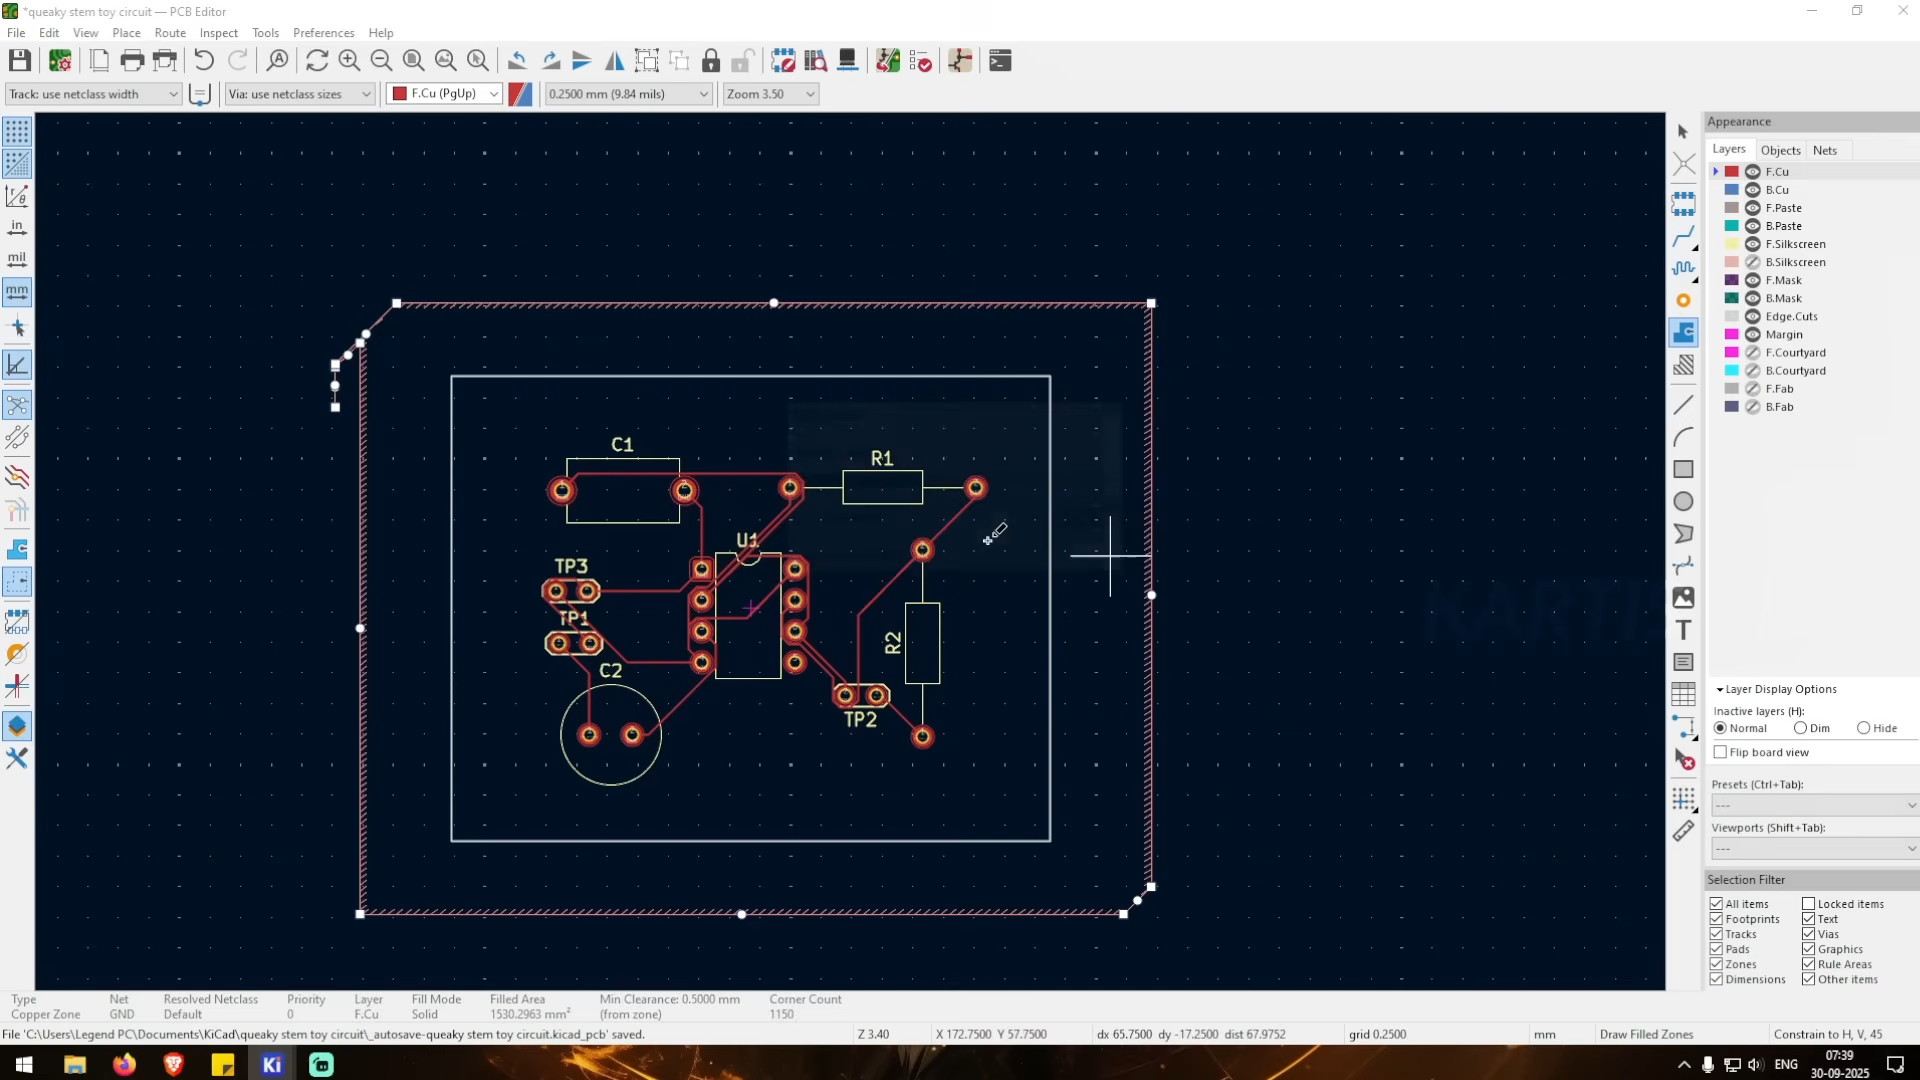 *queaky stem toy circuit — PCB Editor
File Edit View Place Route Inspect Tools Preferences Help
Track: use netclass width Via: use netclass sizes F.Cu (PgUp) 0.2500 mm (9.84 mils) Zoom 3.50
in
mil
mm
C1
R1
U1
TP3
TP1
C2
R2
TP2
Appearance
Layers Objects Nets
F.Cu
B.Cu
F.Paste
B.Paste
F.Silkscreen
B.Silkscreen
F.Mask
B.Mask
Edge.Cuts
Margin
F.Courtyard
B.Courtyard
F.Fab
B.Fab
Layer Display Options
Inactive layers (H):
Normal Dim Hide
Flip board view
Presets (Ctrl+Tab):
---
Viewports (Shift+Tab):
---
Selection Filter
All items Locked items
Footprints Text
Tracks Vias
Pads Graphics
Zones Rule Areas
Dimensions Other items
Type Net Resolved Netclass Priority Layer Fill Mode Filled Area Min Clearance: 0.5000 mm Corner Count
Copper Zone GND Default 0 F.Cu Solid 1530.2963 mm² (from zone) 1150
File 'C:\Users\Legend PC\Documents\KiCad\queaky stem toy circuit\_autosave-queaky stem toy circuit.kicad_pcb' saved. Z 3.40 X 172.7500 Y 57.7500 dx 65.7500 dy -17.2500 dist 67.9752 grid 0.2500 mm Draw Filled Zones Constrain to H, V, 45
Ki ENG 07:39
30-09-2025